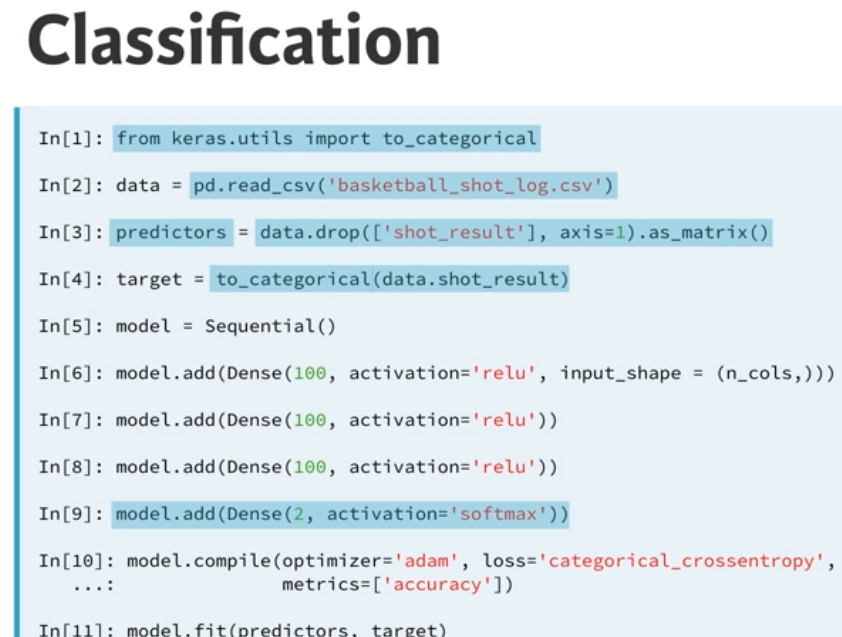 Classification
In[1]: from keras.utils import to_categorical
In[2]: data = pd.read_csv('basketball_shot_log.csv')
In[3]: predictors = data.drop(['shot_result'], axis=1).as_matrix()
In[4]: target = to_categorical(data.shot_result)
In[5]: model = Sequential()
In[6]: model.add(Dense(100, activation='relu', input_shape = (n_cols,)))
In[7]: model.add(Dense(100, activation='relu'))
In[8]: model.add(Dense(100, activation='relu'))
In[9]: model.add(Dense(2, activation='softmax'))
In[10]: model.compile(optimizer='adam', loss='categorical_crossentropy',
...: metrics=['accuracy'])
In[11]: model.fit(predictors, target)